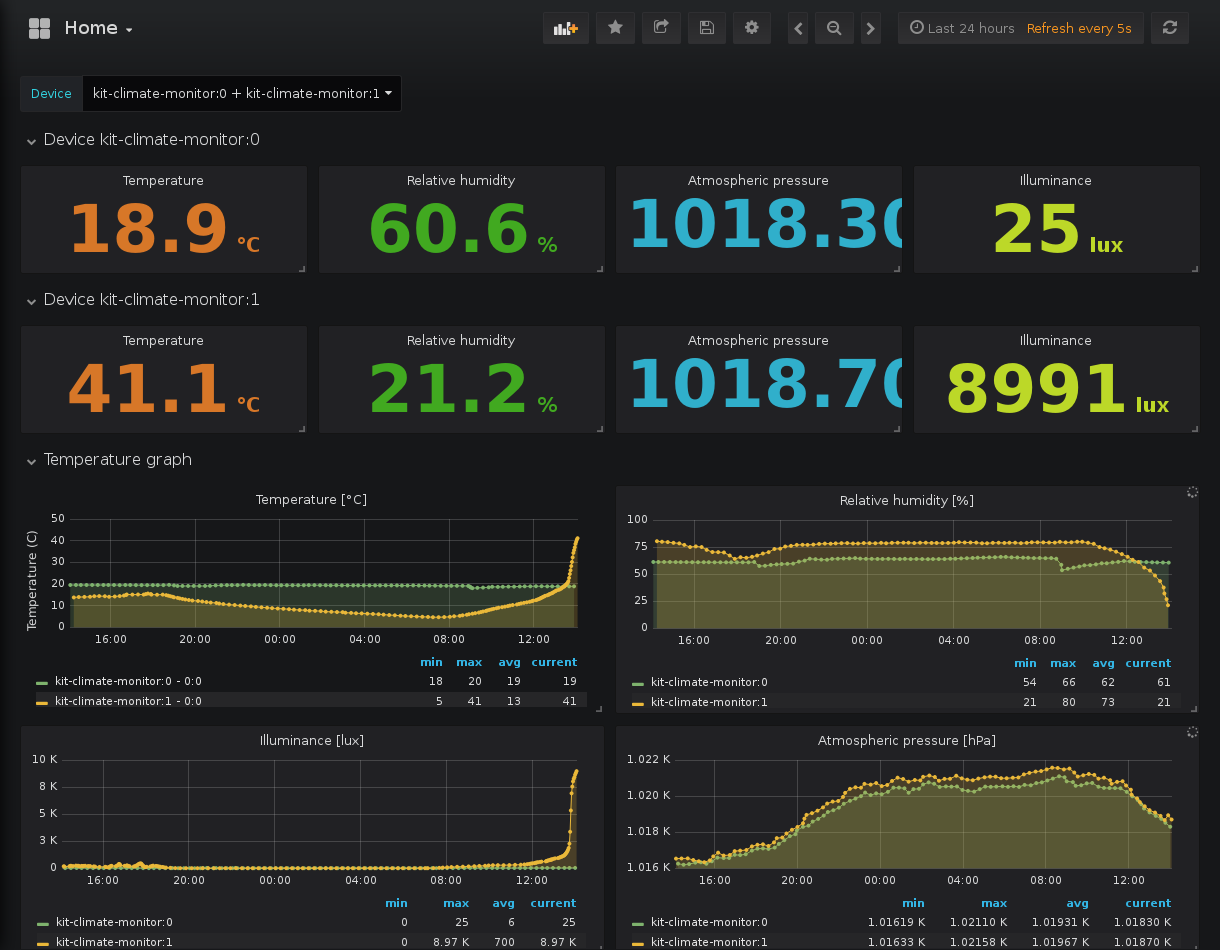 Home
Last 24 hours Refresh every 5s
Device kit-climate-monitor:0 + kit-climate-monitor:1
Device kit-climate-monitor:0
Temperature Relative humidity Atmospheric pressure Illuminance
18.9 °C 60.6 % 1018.30 25 lux
Device kit-climate-monitor:1
Temperature Relative humidity Atmospheric pressure Illuminance
41.1 °C 21.2 % 1018.70 8991 lux
Temperature graph
Temperature [°C]
Temperature (C)
50
40
30
20
10
0
16:00 20:00 00:00 04:00 08:00 12:00
min max avg current
kit-climate-monitor:0 - 0:0 18 20 19 19
kit-climate-monitor:1 - 0:0 5 41 13 41
Relative humidity [%]
100
75
50
25
0
16:00 20:00 00:00 04:00 08:00 12:00
min max avg current
kit-climate-monitor:0 54 66 62 61
kit-climate-monitor:1 21 80 73 21
Illuminance [lux]
10 K
8 K
5 K
3 K
0
16:00 20:00 00:00 04:00 08:00 12:00
min max avg current
kit-climate-monitor:0 0 25 6 25
kit-climate-monitor:1 0 8.97 K 700 8.97 K
Atmospheric pressure [hPa]
1.022 K
1.020 K
1.018 K
1.016 K
16:00 20:00 00:00 04:00 08:00 12:00
min max avg current
kit-climate-monitor:0 1.01619 K 1.02110 K 1.01931 K 1.01830 K
kit-climate-monitor:1 1.01633 K 1.02158 K 1.01967 K 1.01870 K